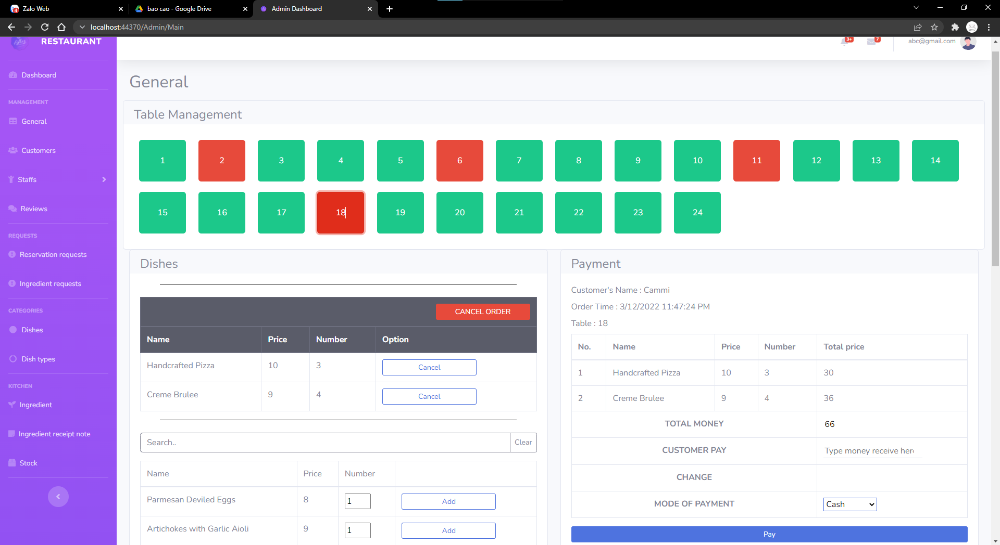 Zalo Web
bao cao - Google Drive
Admin Dashboard
localhost:44370/Admin/Main
RESTAURANT
3+
7
abc@gmail.com
Dashboard
MANAGEMENT
General
Customers
Staffs
Reviews
REQUESTS
Reservation requests
Ingredient requests
CATEGORIES
Dishes
Dish types
KITCHEN
Ingredient
Ingredient receipt note
Stock
General
Table Management
1 2 3 4 5 6 7 8 9 10 11 12 13 14
15 16 17 18 19 20 21 22 23 24
Dishes
CANCEL ORDER
Name Price Number Option
Handcrafted Pizza 10 3 Cancel
Creme Brulee 9 4 Cancel
Search.. Clear
Name Price Number
Parmesan Deviled Eggs 8 1 Add
Artichokes with Garlic Aioli 9 1 Add
Payment
Customer's Name : Cammi
Order Time : 3/12/2022 11:47:24 PM
Table : 18
No. Name Price Number Total price
1 Handcrafted Pizza 10 3 30
2 Creme Brulee 9 4 36
TOTAL MONEY 66
CUSTOMER PAY Type money receive her
CHANGE
MODE OF PAYMENT Cash
Pay